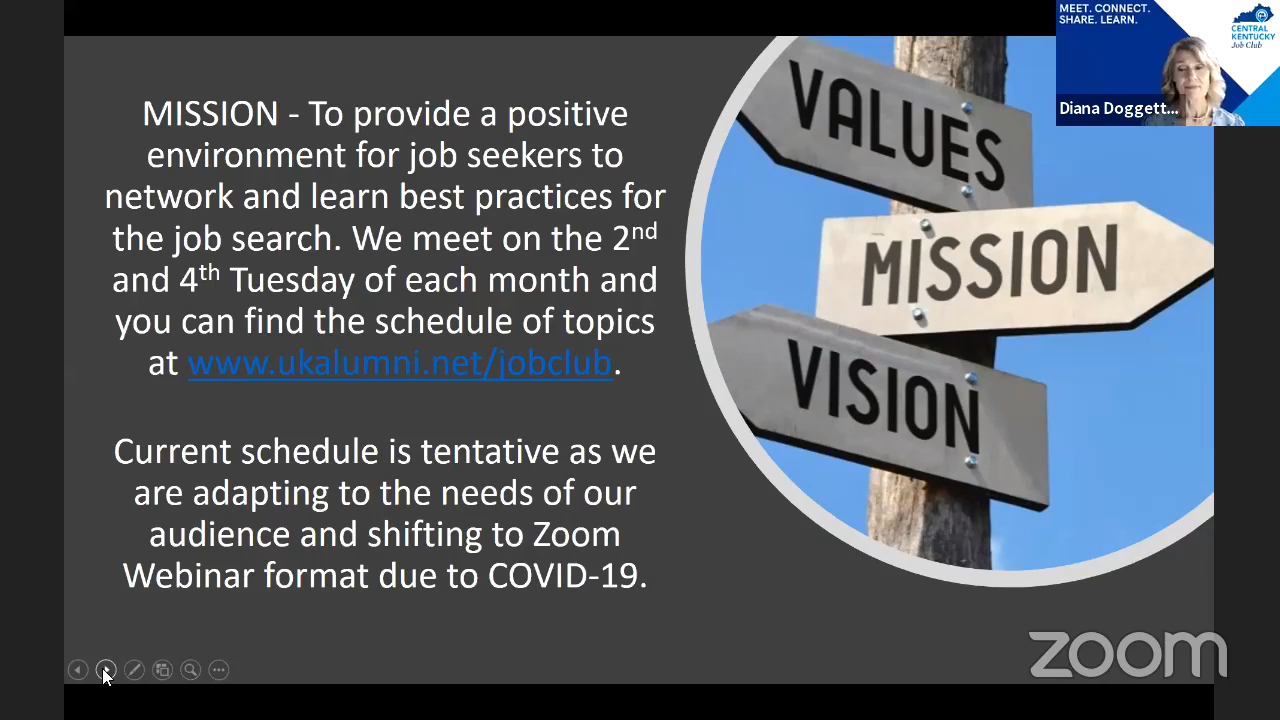 MISSION - To provide a positive
environment for job seekers to
network and learn best practices for
the job search. We meet on the 2nd
and 4th Tuesday of each month and
you can find the schedule of topics
at www.ukalumni.net/jobclub.
Current schedule is tentative as we
are adapting to the needs of our
audience and shifting to Zoom
Webinar format due to COVID-19.
VALUES
MISSION
VISION
MEET. CONNECT.
SHARE. LEARN.
CENTRAL
KENTUCKY
Job Club
Diana Doggett...
zoom